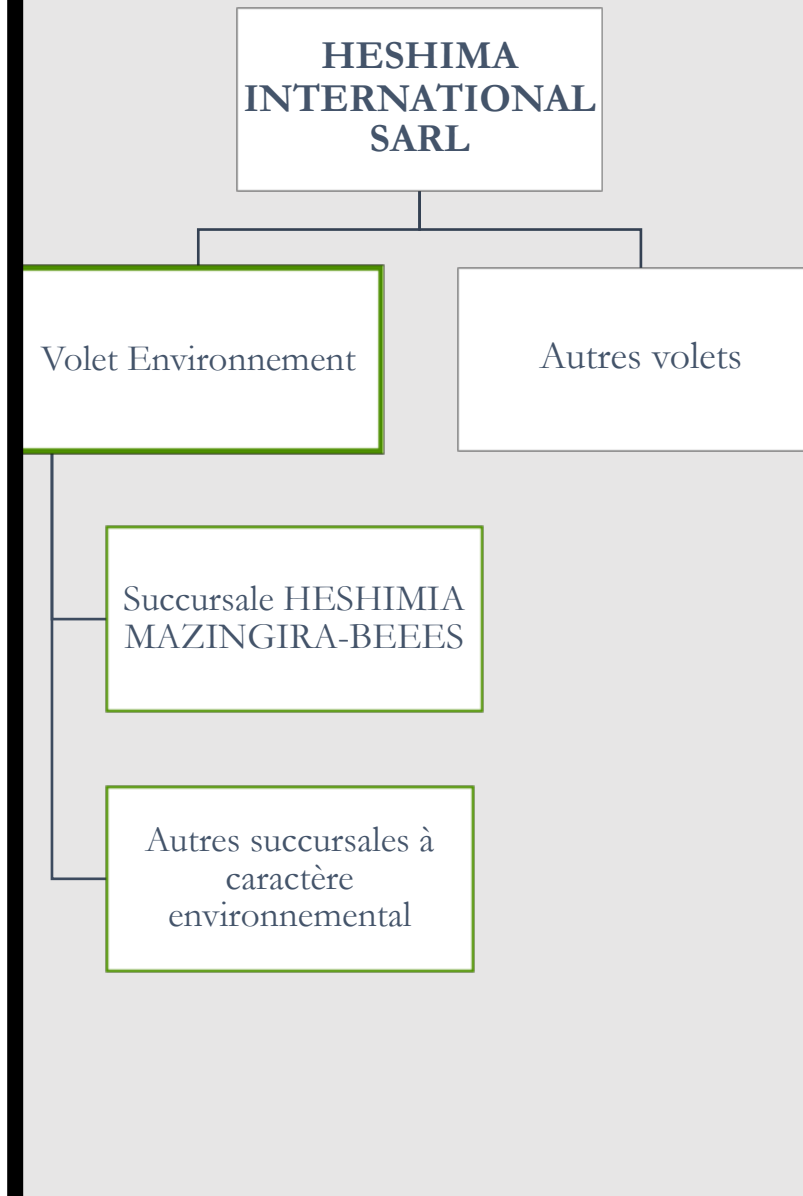 HESHIMA
INTERNATIONAL
SARL
Volet Environnement
Autres volets
Succursale HESHIMIA
MAZINGIRA-BEEES
Autres succursales à
caractère
environnemental